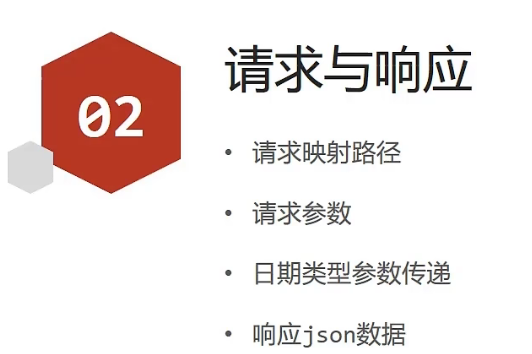 02
请求与响应
• 请求映射路径
• 请求参数
• 日期类型参数传递
• 响应json数据